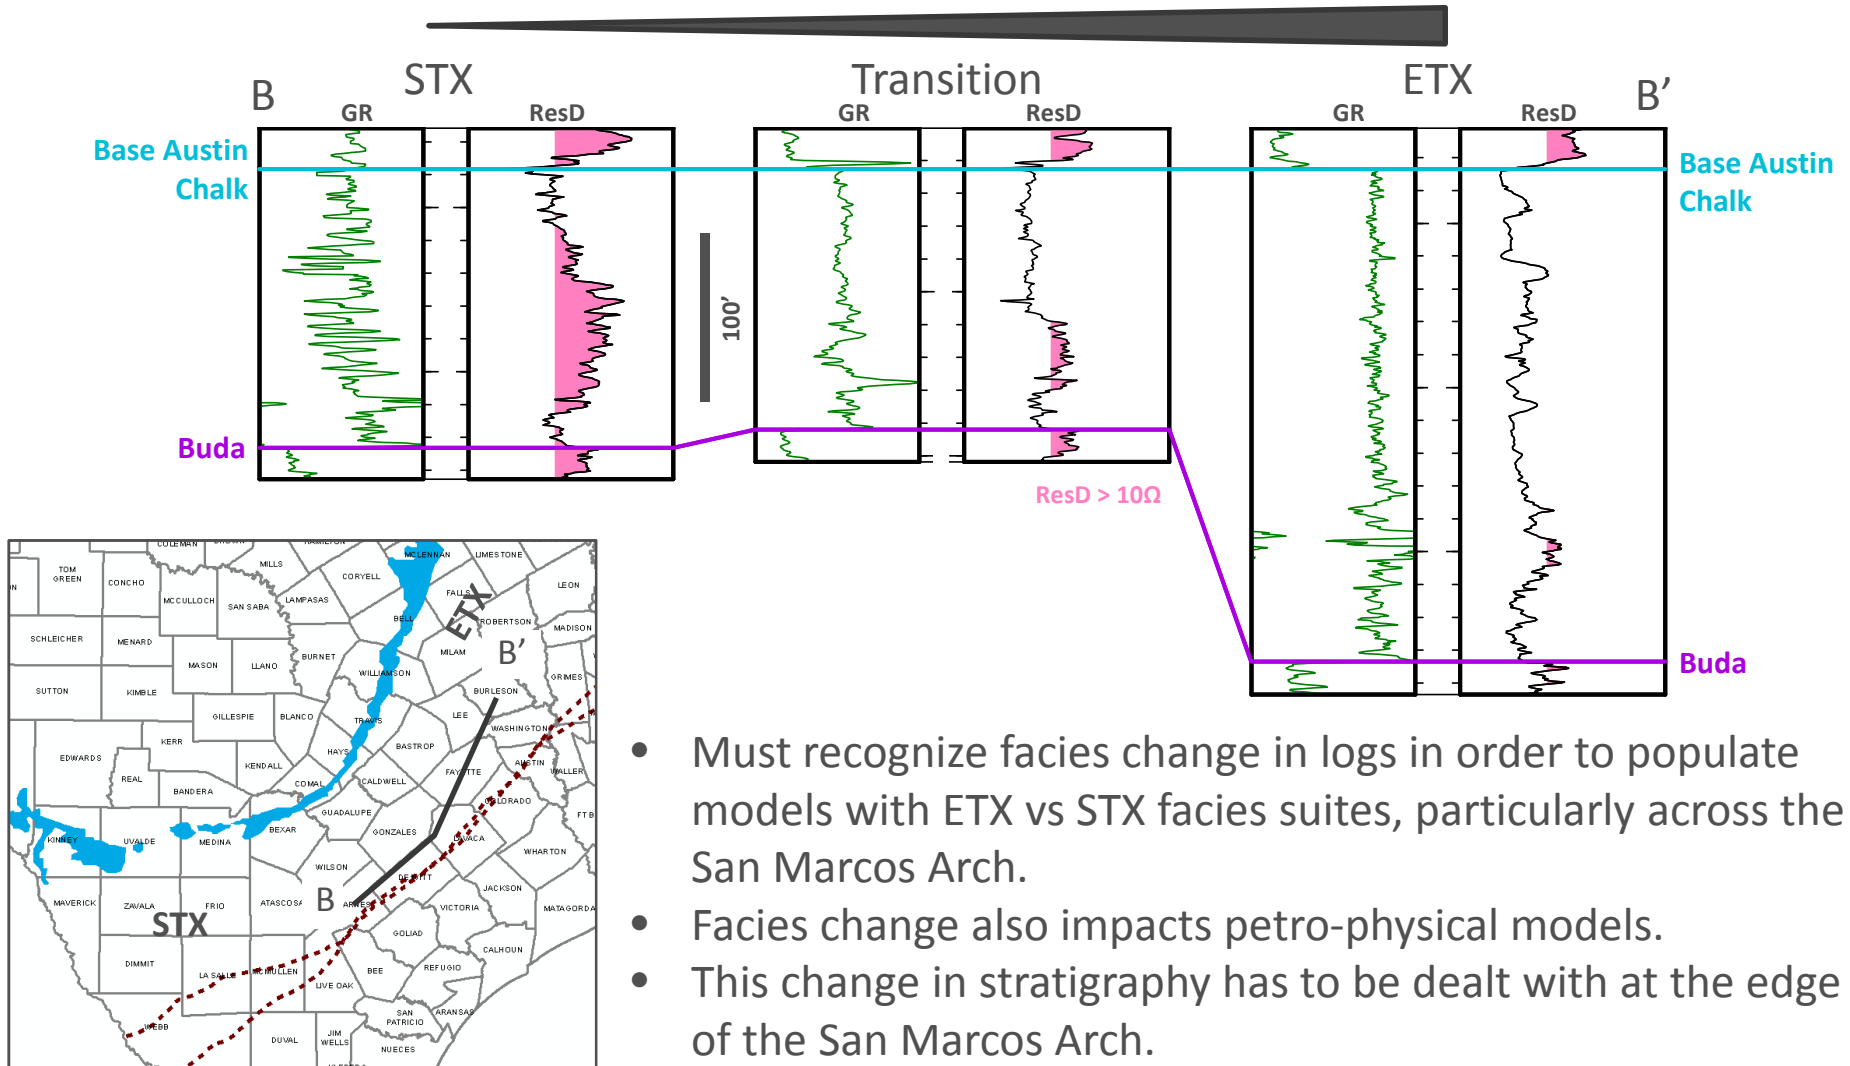 STX
Transition
ETX
B
B'
GR
ResD
GR
ResD
GR
ResD
Base Austin
Chalk
Base Austin
Chalk
100'
Buda
Buda
ResD > 10Ω
COLEMAN
MCLENNAN
LIMESTONE
MILLS
TOM
GREEN
CONCHO
CORYELL
LEON
MCCULLOCH
SAN SABA
LAMPASAS
FALLS
ETX
BELL
ROBERTSON
MADISON
SCHLEICHER
MENARD
MILAM
B'
BURNET
MASON
LLANO
WILLIAMSON
GRIMES
SUTTON
KIMBLE
BURLESON
GILLESPIE
BLANCO
TRAVIS
LEE
WASHINGTON
KERR
HAYS
BASTROP
EDWARDS
KENDALL
AUSTIN
WALLER
REAL
BANDERA
COMAL
CALDWELL
FAYETTE
COLORADO
GUADALUPE
FT B
BEXAR
GONZALES
LAVACA
KINNEY
UVALDE
MEDINA
WILSON
WHARTON
DEWITT
JACKSON
MAVERICK
ZAVALA
FRIO
ATASCOSA
B
VICTORIA
MATAGORDA
STX
GOLIAD
CALHOUN
DIMMIT
LA SALLE
MCMULLEN
BEE
REFUGIO
LIVE OAK
SAN
PATRICIO
ARANSAS
WEBB
DUVAL
JIM
WELLS
NUECES
• Must recognize facies change in logs in order to populate
models with ETX vs STX facies suites, particularly across the
San Marcos Arch.
• Facies change also impacts petro-physical models.
• This change in stratigraphy has to be dealt with at the edge
of the San Marcos Arch.